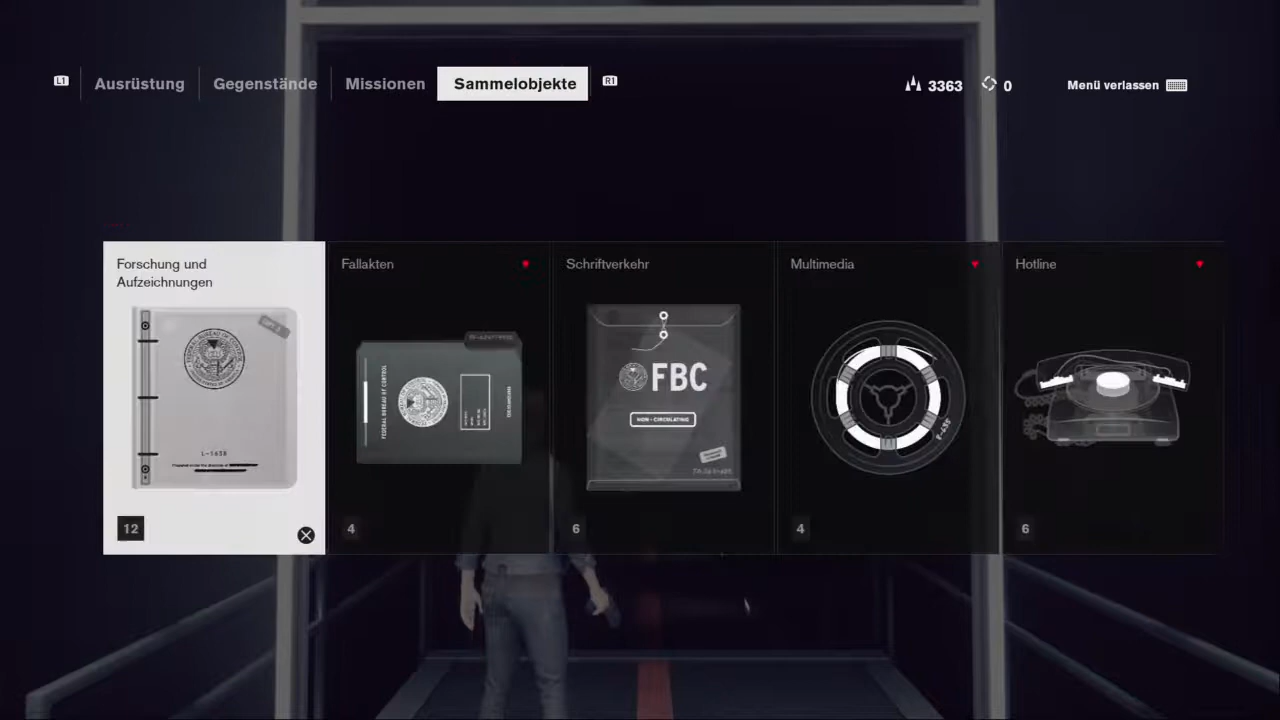 L1
Ausrüstung
Gegenstände
Missionen
Sammelobjekte
R1
3363
0
Menü verlassen
Forschung und
Aufzeichnungen
Fallakten
Schriftverkehr
Multimedia
Hotline
L-1638
FEDERAL BUREAU OF CONTROL
FBC
NON-CIRCULATING
12
4
6
4
6